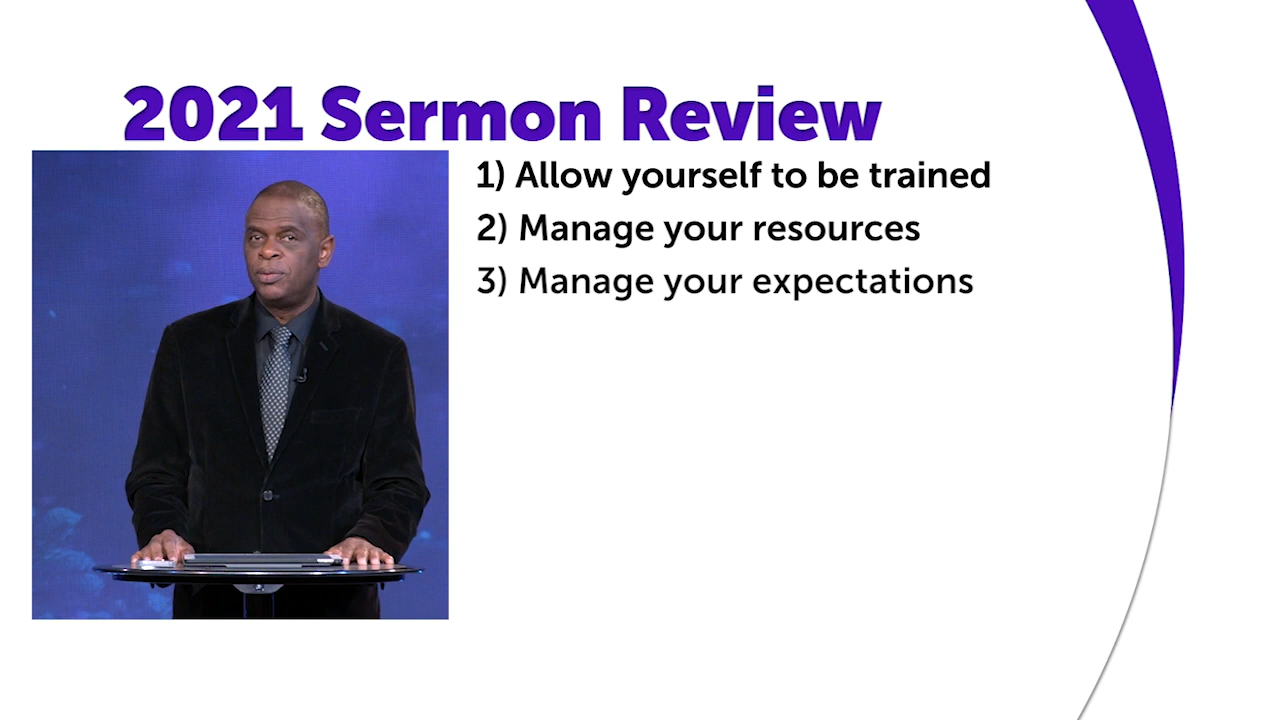 2021 Sermon Review
1) Allow yourself to be trained
2) Manage your resources
3) Manage your expectations